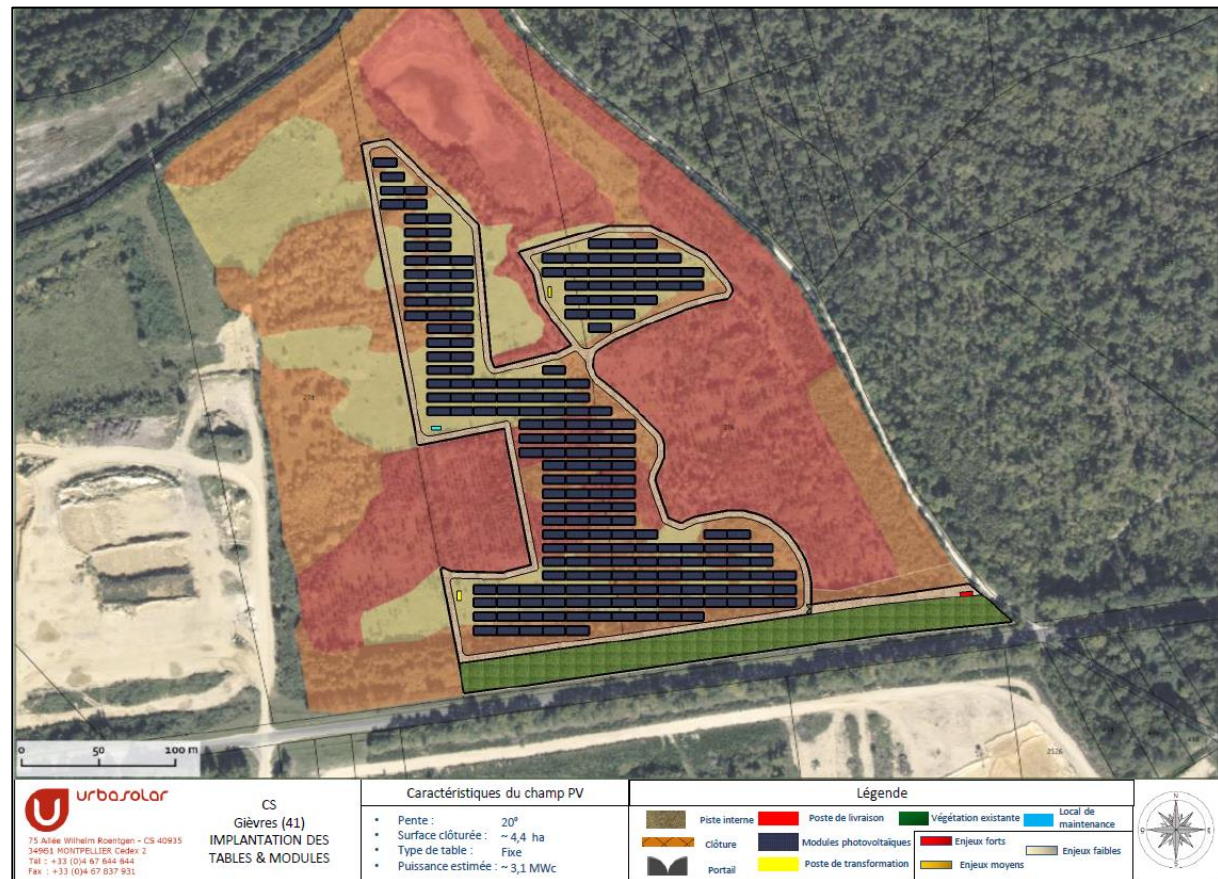 278
276
2526
0 50 100 m
urbasolar
75 Allée Wilhelm Roentgen - CS 40935
34961 MONTPELLIER Cedex 2
Tél : +33 (0)4 67 644 644
Fax : +33 (0)4 67 837 931
CS
Gièvres (41)
IMPLANTATION DES
TABLES & MODULES
Caractéristiques du champ PV
• Pente : 20°
• Surface clôturée : ~ 4,4 ha
• Type de table : Fixe
• Puissance estimée : ~ 3,1 MWc
Légende
Piste interne
Poste de livraison
Végétation existante
Local de
maintenance
Clôture
Modules photovoltaïques
Enjeux forts
Enjeux faibles
Portail
Poste de transformation
Enjeux moyens
N
E
S
O